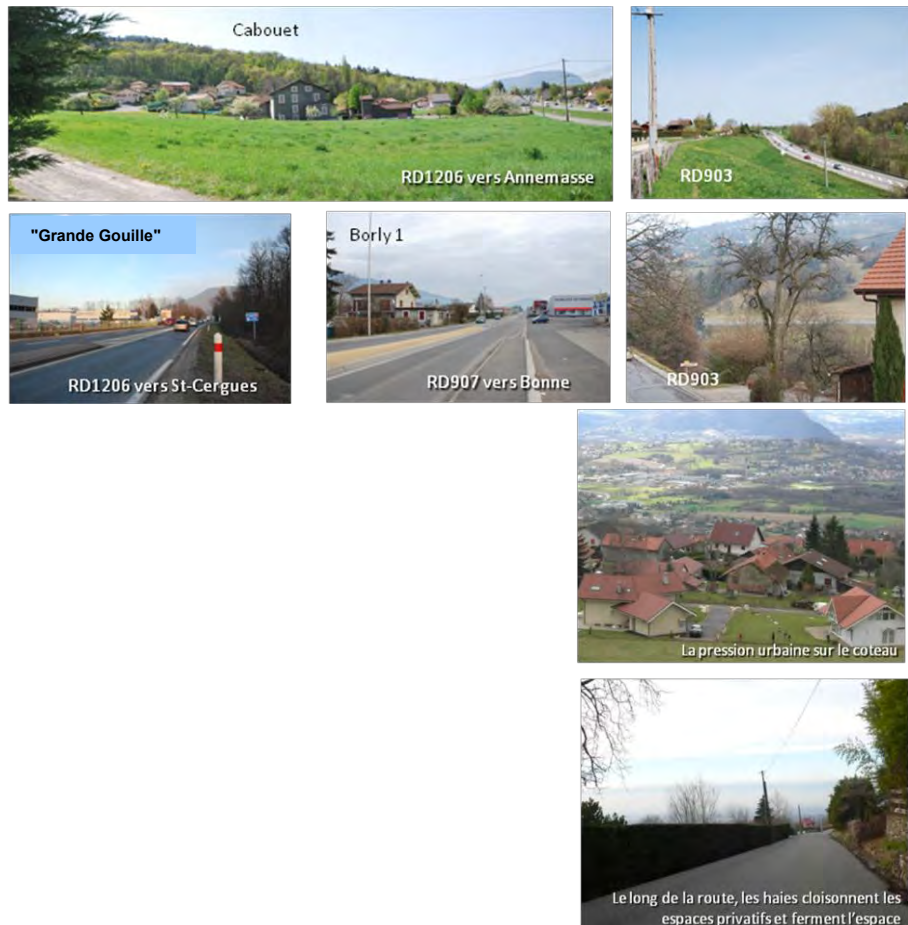 Cabouet
RD1206 vers Annemasse
RD903
"Grande Gouille"
RD1206 vers St-Cergues
Borly 1
RD907 vers Bonne
RD903
La pression urbaine sur le coteau
Le long de la route, les haies cloisonnent les
espaces privatifs et ferment l'espace